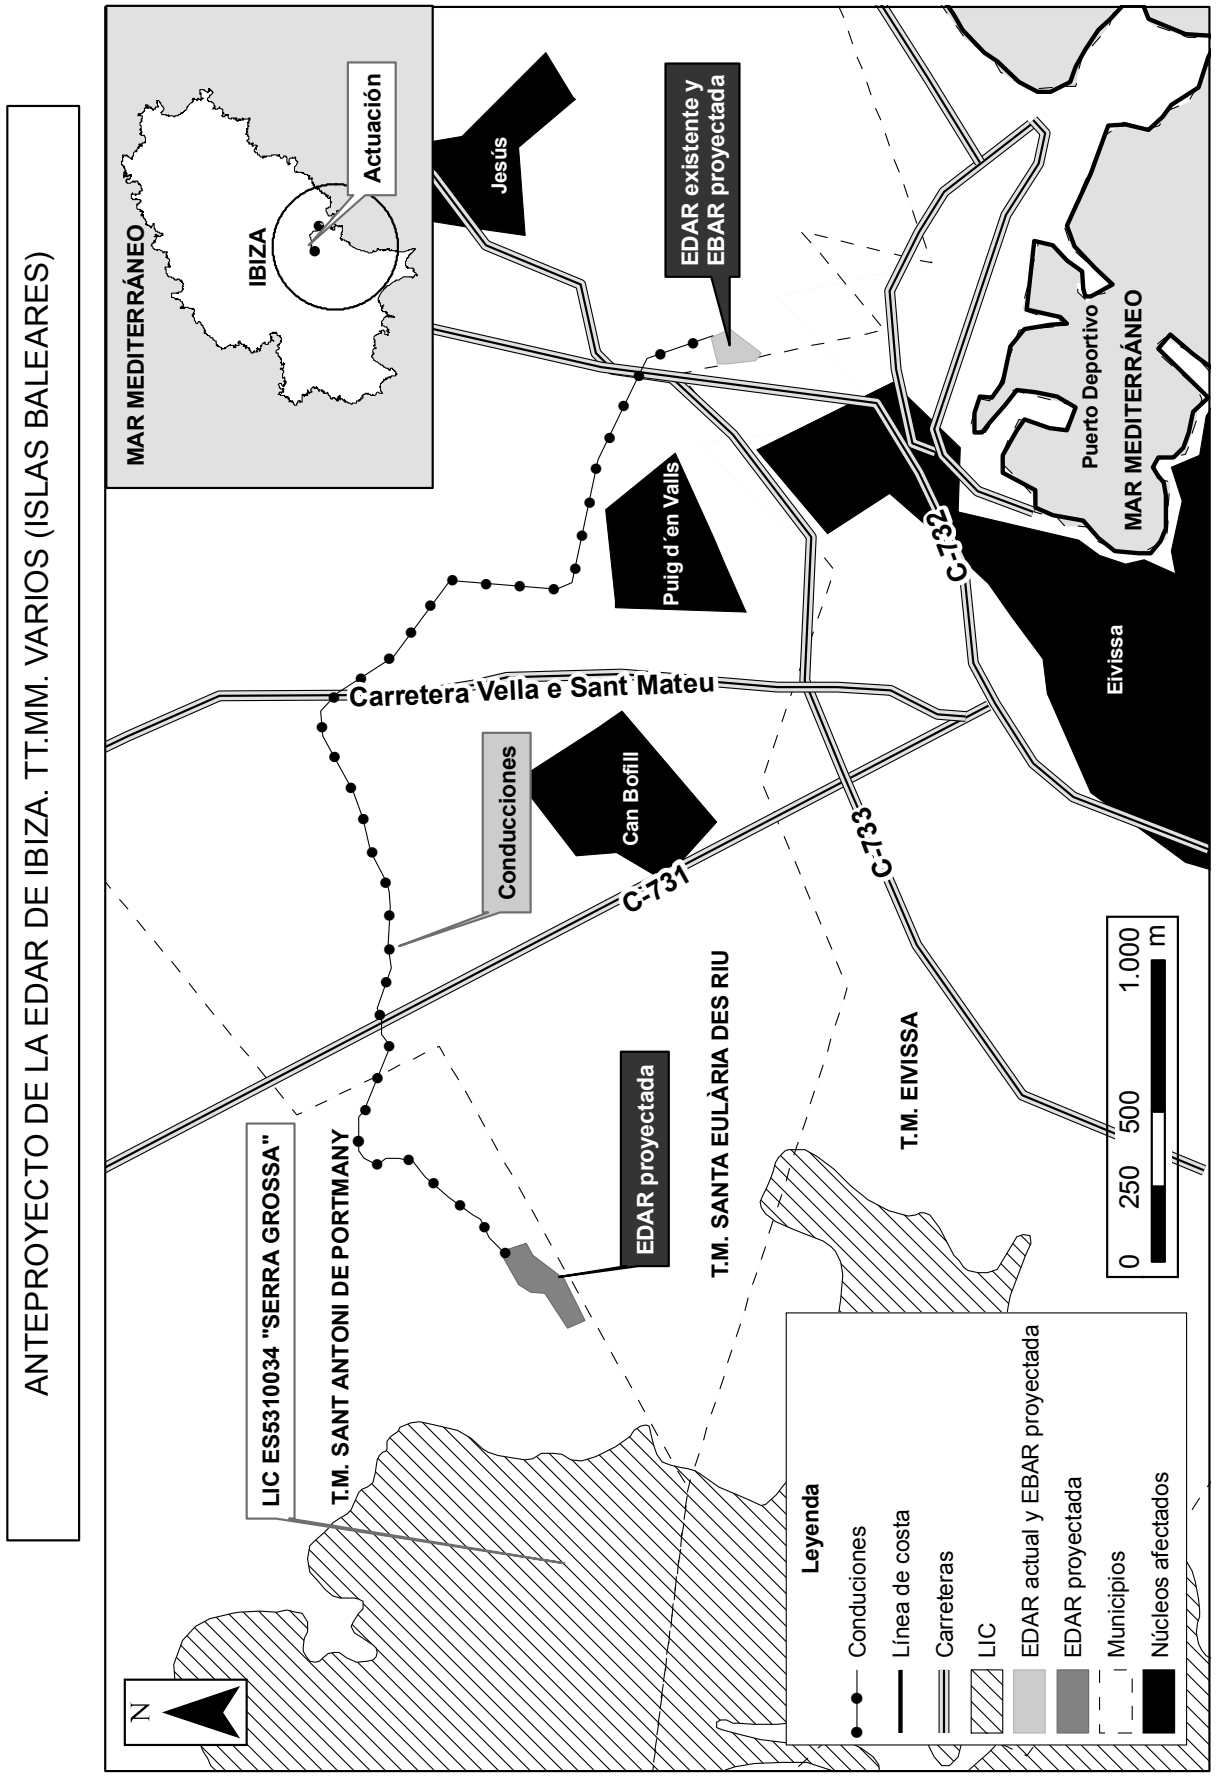 ANTEPROYECTO DE LA EDAR DE IBIZA. TT.MM. VARIOS (ISLAS BALEARES)
N
LIC ES5310034 "SERRA GROSSA"
T.M. SANT ANTONI DE PORTMANY
EDAR proyectada
T.M. SANTA EULÀRIA DES RIU
T.M. EIVISSA
Conducciones
Carretera Vella e Sant Mateu
Can Bofill
C-731
C-733
C-732
Puig d´en Valls
Eivissa
Jesús
EDAR existente y
EBAR proyectada
Puerto Deportivo
MAR MEDITERRÁNEO
MAR MEDITERRÁNEO
IBIZA
Actuación
Leyenda
Conduciones
Línea de costa
Carreteras
LIC
EDAR actual y EBAR proyectada
EDAR proyectada
Municipios
Núcleos afectados
0 250 500 1.000
m